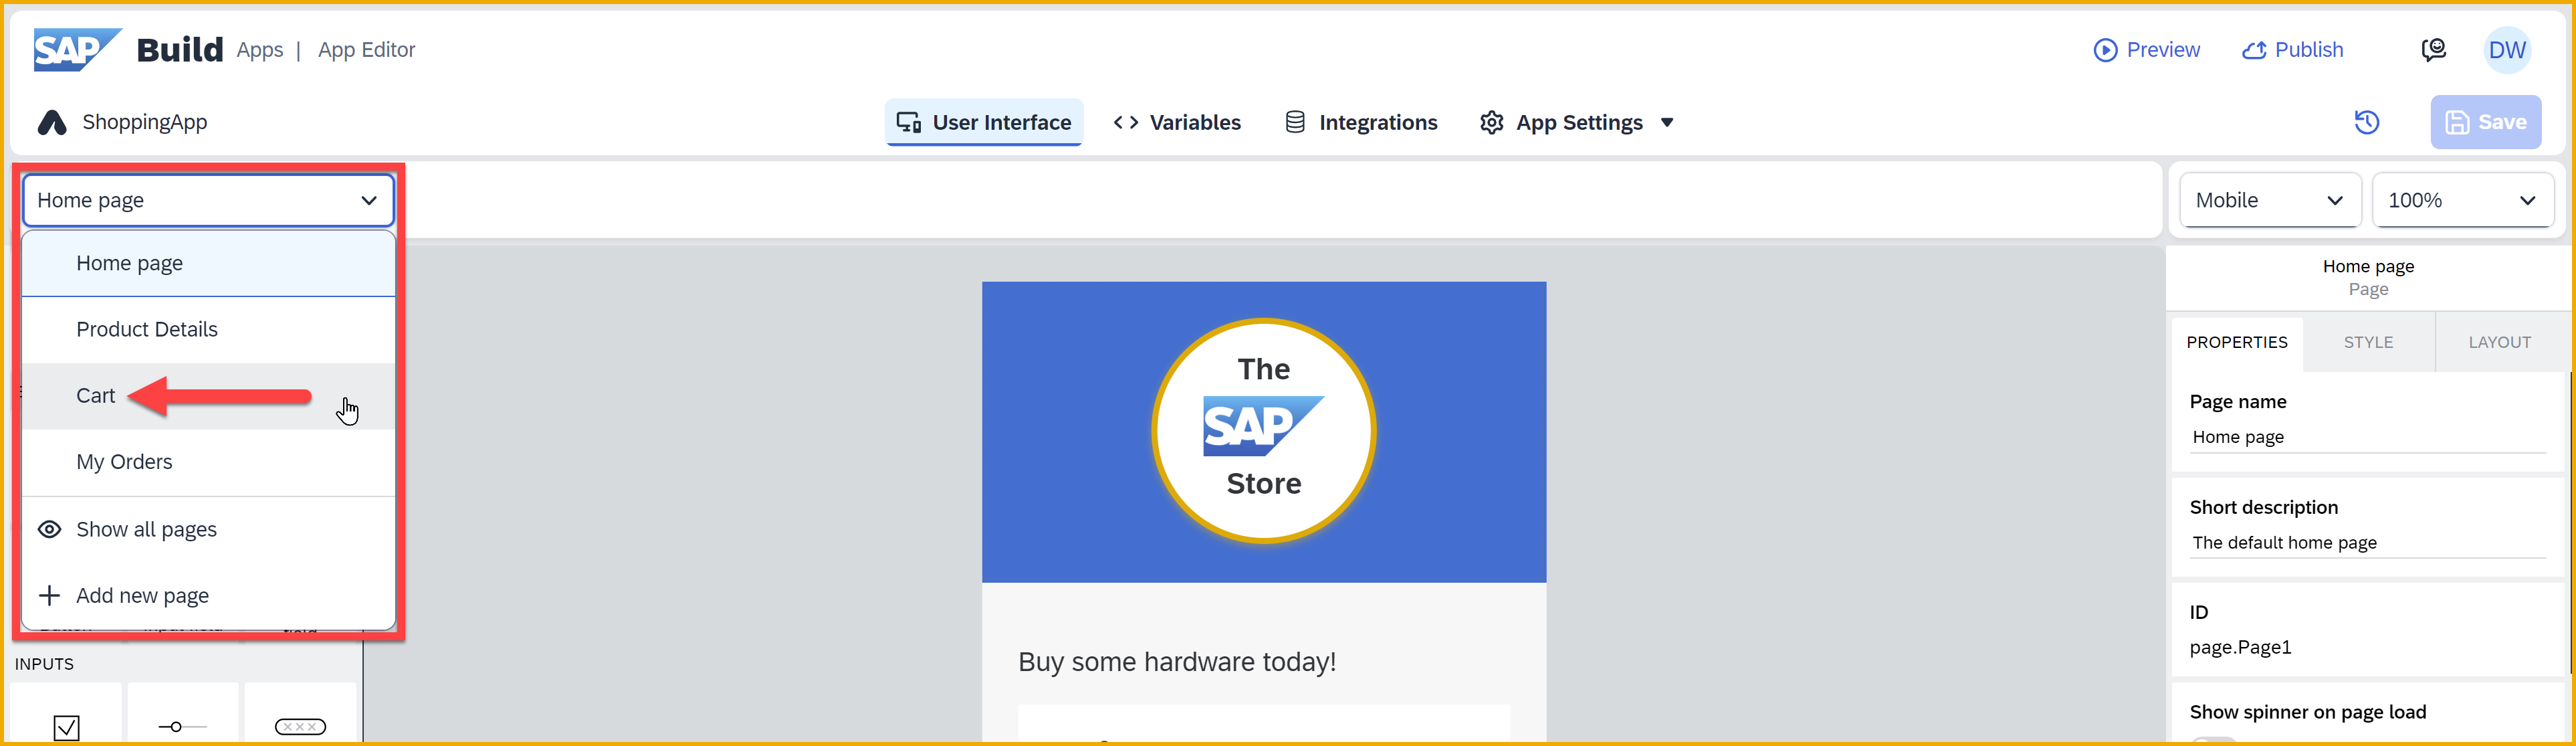 SAP Build Apps | App Editor
Preview
Publish
DW
ShoppingApp
User Interface
Variables
Integrations
App Settings
Save
Home page
Mobile
100%
Home page
Product Details
Cart
My Orders
Show all pages
Add new page
INPUTS
The
SAP
Store
Buy some hardware today!
Home page
Page
PROPERTIES
STYLE
LAYOUT
Page name
Home page
Short description
The default home page
ID
page.Page1
Show spinner on page load